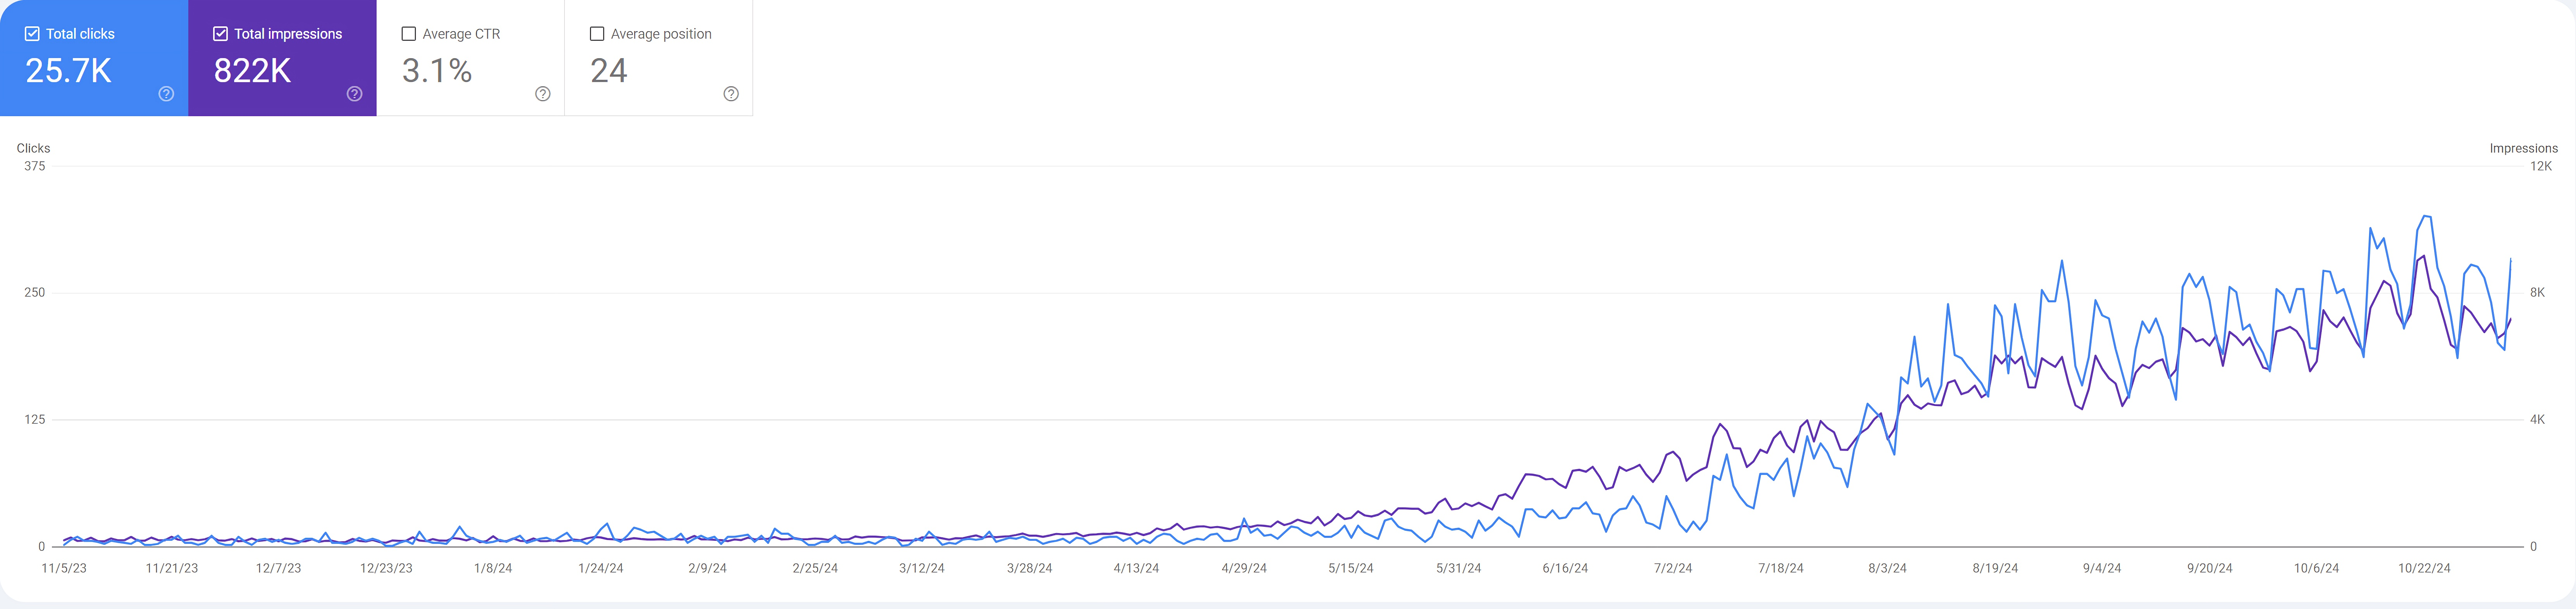 Total clicks
25.7K
Total impressions
822K
Average CTR
3.1%
Average position
24
Clicks
Impressions
375
12K
250
8K
125
4K
0
0
11/5/23 11/21/23 12/7/23 12/23/23 1/8/24 1/24/24 2/9/24 2/25/24 3/12/24 3/28/24 4/13/24 4/29/24 5/15/24 5/31/24 6/16/24 7/2/24 7/18/24 8/3/24 8/19/24 9/4/24 9/20/24 10/6/24 10/22/24